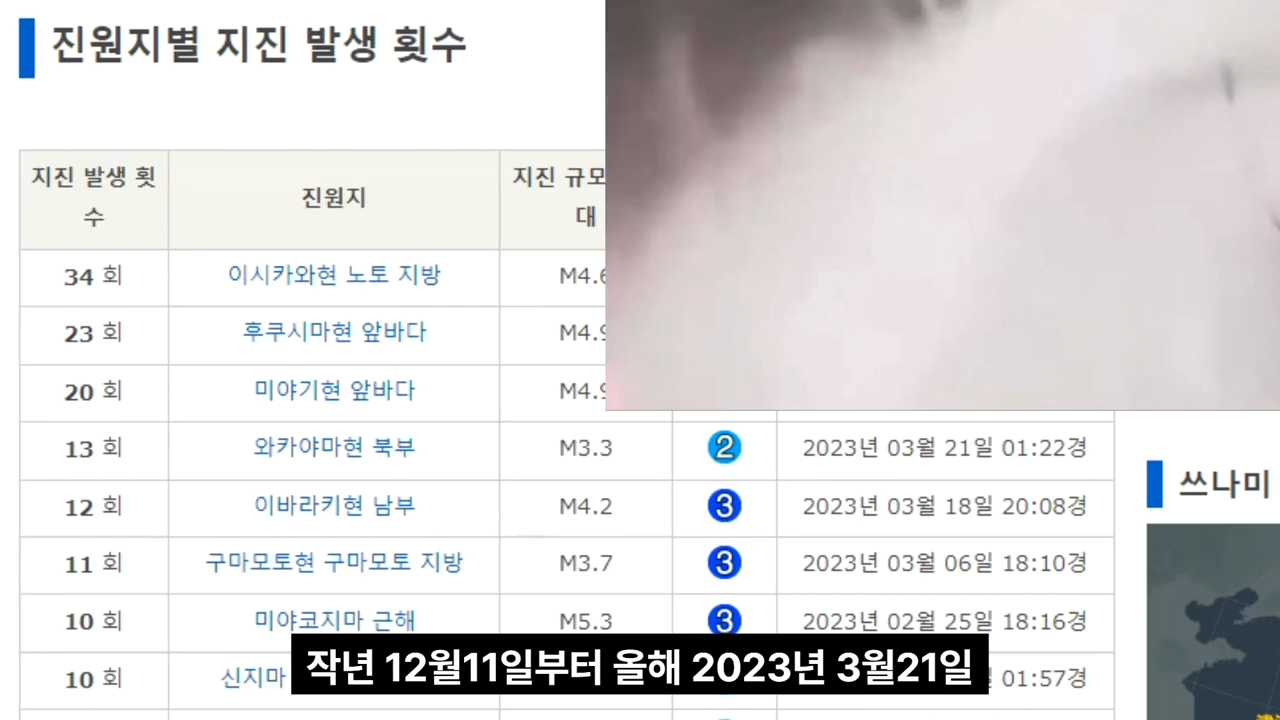 진원지별 지진 발생 횟수
지진 발생 횟수 진원지 지진 규모 대
34 회 이시카와현 노토 지방 M4.6
23 회 후쿠시마현 앞바다 M4.9
20 회 미야기현 앞바다 M4.9
13 회 와카야마현 북부 M3.3 2 2023년 03월 21일 01:22경
12 회 이바라키현 남부 M4.2 3 2023년 03월 18일 20:08경
11 회 구마모토현 구마모토 지방 M3.7 3 2023년 03월 06일 18:10경
10 회 미야코지마 근해 M5.3 3 2023년 02월 25일 18:16경
10 회 신지마 01:57경
쓰나미
작년 12월11일부터 올해 2023년 3월21일